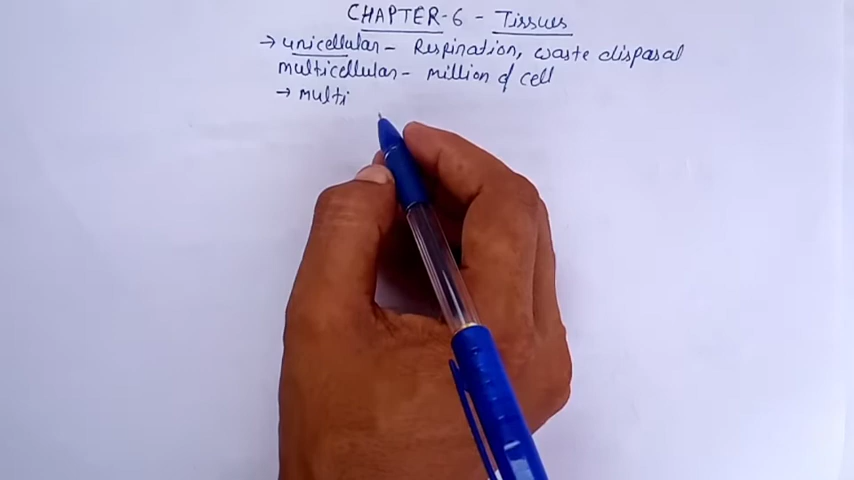 CHAPTER-6 - Tissues
→ unicellular - Respiration, waste disposal
multicellular - million of cell
→ multi